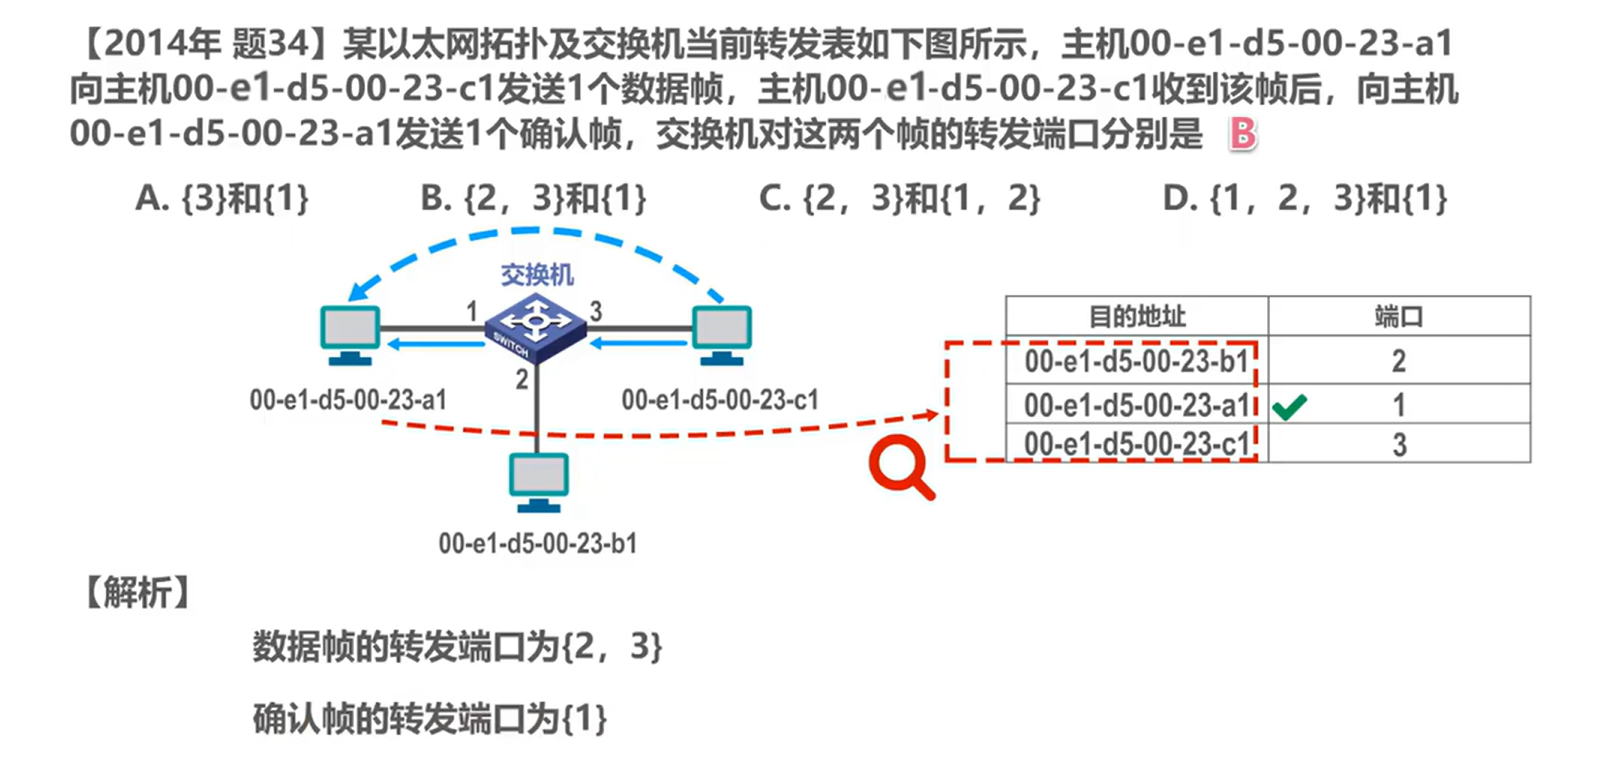 【2014年 题34】某以太网拓扑及交换机当前转发表如下图所示，主机00-e1-d5-00-23-a1
向主机00-e1-d5-00-23-c1发送1个数据帧，主机00-e1-d5-00-23-c1收到该帧后，向主机
00-e1-d5-00-23-a1发送1个确认帧，交换机对这两个帧的转发端口分别是 B
A. {3}和{1} B. {2，3}和{1} C. {2，3}和{1，2} D. {1，2，3}和{1}
交换机
1 3
SWITCH
2
00-e1-d5-00-23-a1 00-e1-d5-00-23-c1
00-e1-d5-00-23-b1
目的地址 端口
00-e1-d5-00-23-b1 2
00-e1-d5-00-23-a1 1
00-e1-d5-00-23-c1 3
【解析】
数据帧的转发端口为{2，3}
确认帧的转发端口为{1}